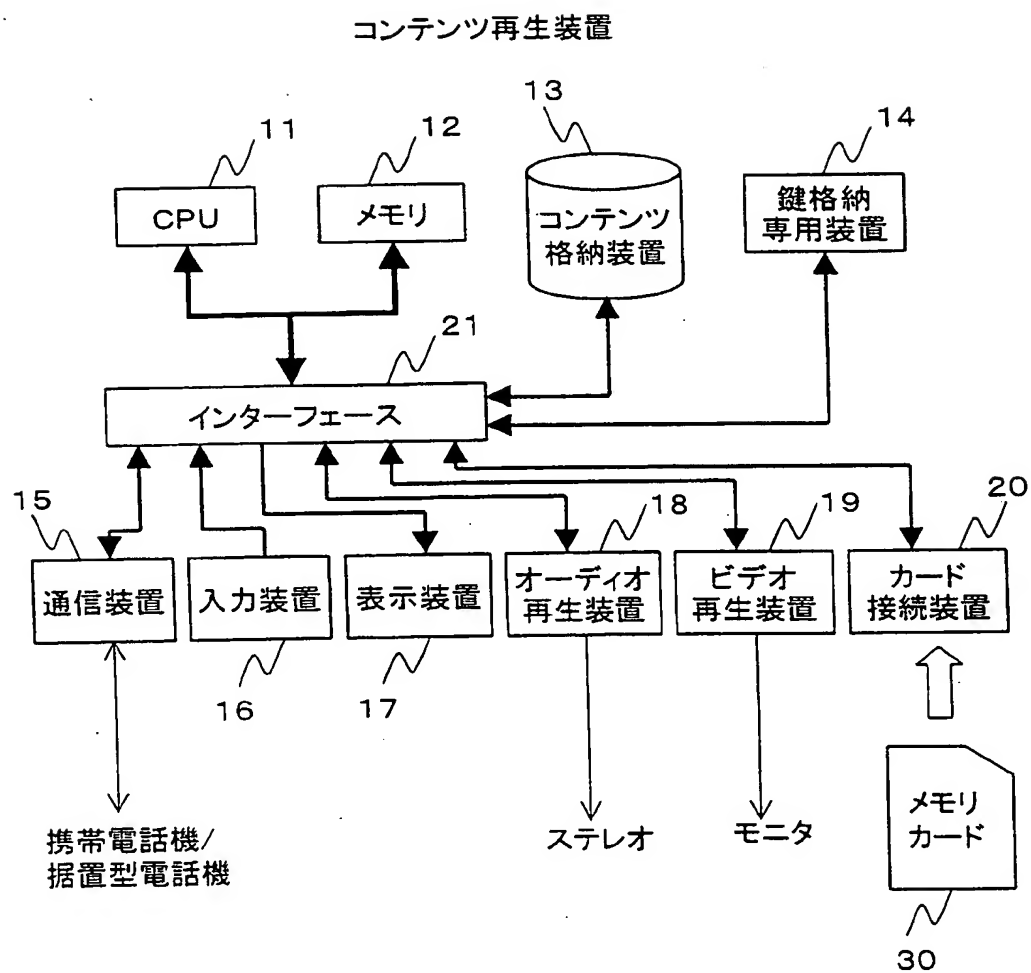 コンテンツ再生装置
11
12
13
14
CPU
メモリ
コンテンツ
格納装置
鍵格納
専用装置
21
インターフェース
15
18
19
20
通信装置
入力装置
表示装置
オーディオ
再生装置
ビデオ
再生装置
カード
接続装置
16
17
携帯電話機/
据置型電話機
ステレオ
モニタ
メモリ
カード
30